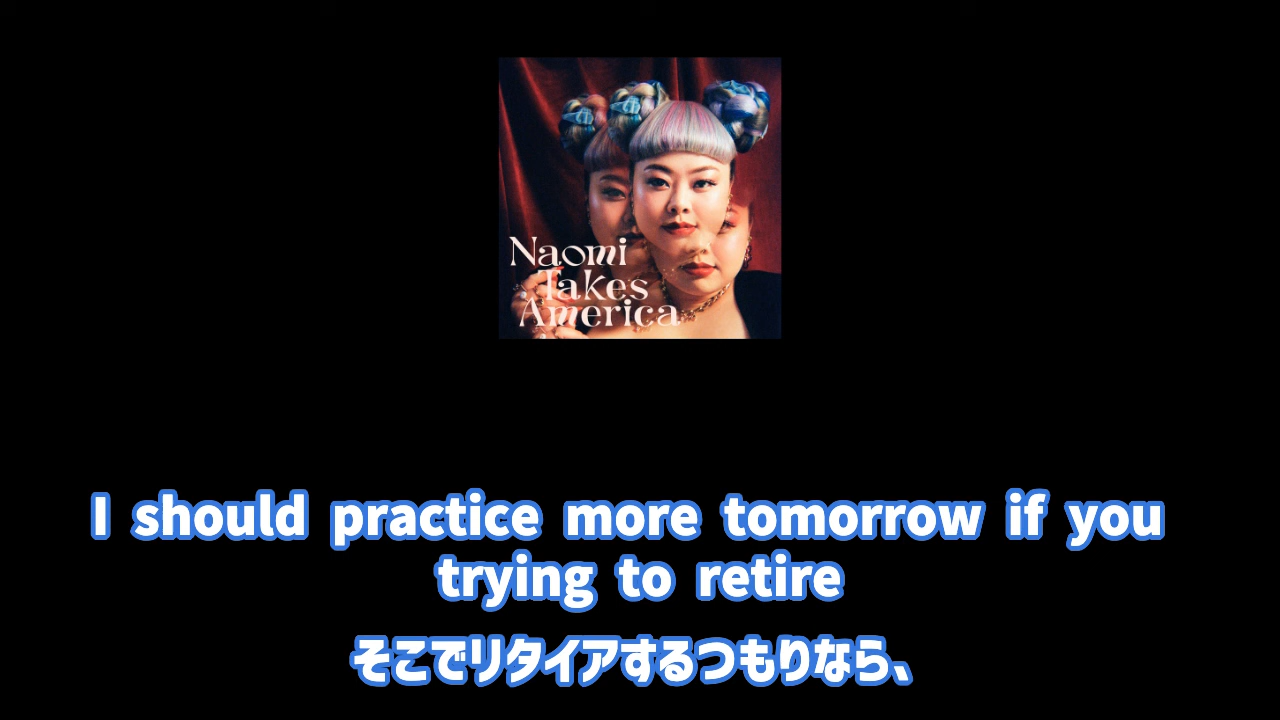 Naomi
Takes
America
I should practice more tomorrow if you
trying to retire
そこでリタイアするつもりなら、